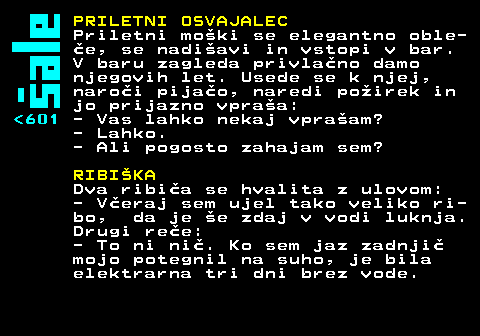 šale
<601
PRILETNI OSVAJALEC
Priletni moški se elegantno oble-
če, se nadišavi in vstopi v bar.
V baru zagleda privlačno damo
njegovih let. Usede se k njej,
naroči pijačo, naredi požirek in
jo prijazno vpraša:
- Vas lahko nekaj vprašam?
- Lahko.
- Ali pogosto zahajam sem?
RIBIŠKA
Dva ribiča se hvalita z ulovom:
- Včeraj sem ujel tako veliko ri-
bo,  da je še zdaj v vodi luknja.
Drugi reče:
- To ni nič. Ko sem jaz zadnjič
mojo potegnil na suho, je bila
elektrarna tri dni brez vode.